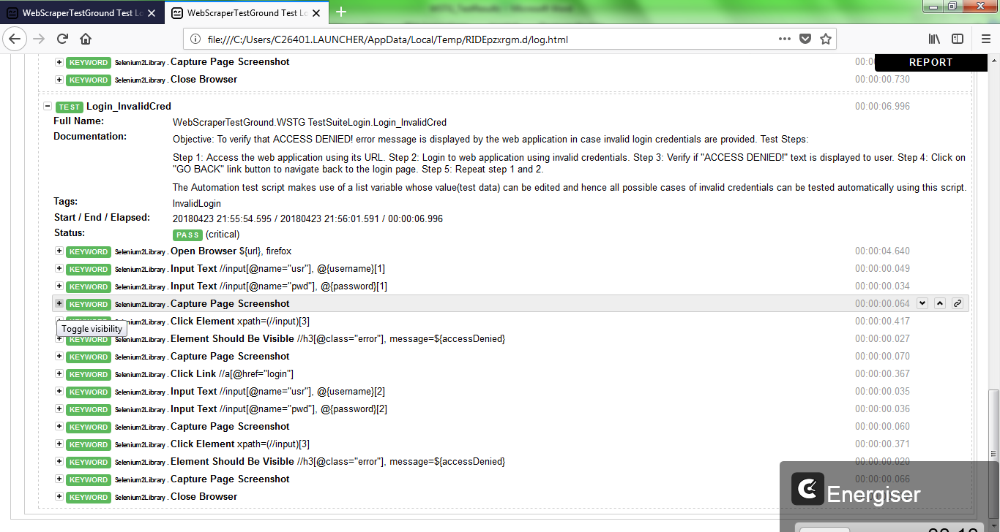 WebScraperTestGround Test Lo
WebScraperTestGround Test Lo
file:///C:/Users/C26401.LAUNCHER/AppData/Local/Temp/RIDEpzxrgm.d/log.html
REPORT
+ KEYWORD Selenium2Library . Capture Page Screenshot
+ KEYWORD Selenium2Library . Close Browser 00:00:00.730
- TEST Login_InvalidCred 00:00:06.996
Full Name: WebScraperTestGround.WSTG TestSuiteLogin.Login_InvalidCred
Documentation: Objective: To verify that ACCESS DENIED! error message is displayed by the web application in case invalid login credentials are provided. Test Steps:
Step 1: Access the web application using its URL. Step 2: Login to web application using invalid credentials. Step 3: Verify if "ACCESS DENIED!" text is displayed to user. Step 4: Click on
"GO BACK" link button to navigate back to the login page. Step 5: Repeat step 1 and 2.
The Automation test script makes use of a list variable whose value(test data) can be edited and hence all possible cases of invalid credentials can be tested automatically using this script.
Tags: InvalidLogin
Start / End / Elapsed: 20180423 21:55:54.595 / 20180423 21:56:01.591 / 00:00:06.996
Status: PASS (critical)
+ KEYWORD Selenium2Library . Open Browser ${url}, firefox 00:00:04.640
+ KEYWORD Selenium2Library . Input Text //input[@name="usr"], @{username}[1] 00:00:00.049
+ KEYWORD Selenium2Library . Input Text //input[@name="pwd"], @{password}[1] 00:00:00.034
+ KEYWORD Selenium2Library . Capture Page Screenshot 00:00:00.064
Selenium2Library . Click Element xpath=(//input)[3] 00:00:00.417
Toggle visibility
+ KEYWORD Selenium2Library . Element Should Be Visible //h3[@class="error"], message=${accessDenied} 00:00:00.027
+ KEYWORD Selenium2Library . Capture Page Screenshot 00:00:00.070
+ KEYWORD Selenium2Library . Click Link //a[@href="login"] 00:00:00.367
+ KEYWORD Selenium2Library . Input Text //input[@name="usr"], @{username}[2] 00:00:00.035
+ KEYWORD Selenium2Library . Input Text //input[@name="pwd"], @{password}[2] 00:00:00.036
+ KEYWORD Selenium2Library . Capture Page Screenshot 00:00:00.060
+ KEYWORD Selenium2Library . Click Element xpath=(//input)[3] 00:00:00.371
+ KEYWORD Selenium2Library . Element Should Be Visible //h3[@class="error"], message=${accessDenied} 00:00:00.020
+ KEYWORD Selenium2Library . Capture Page Screenshot 00:00:00.066
+ KEYWORD Selenium2Library . Close Browser
Energiser